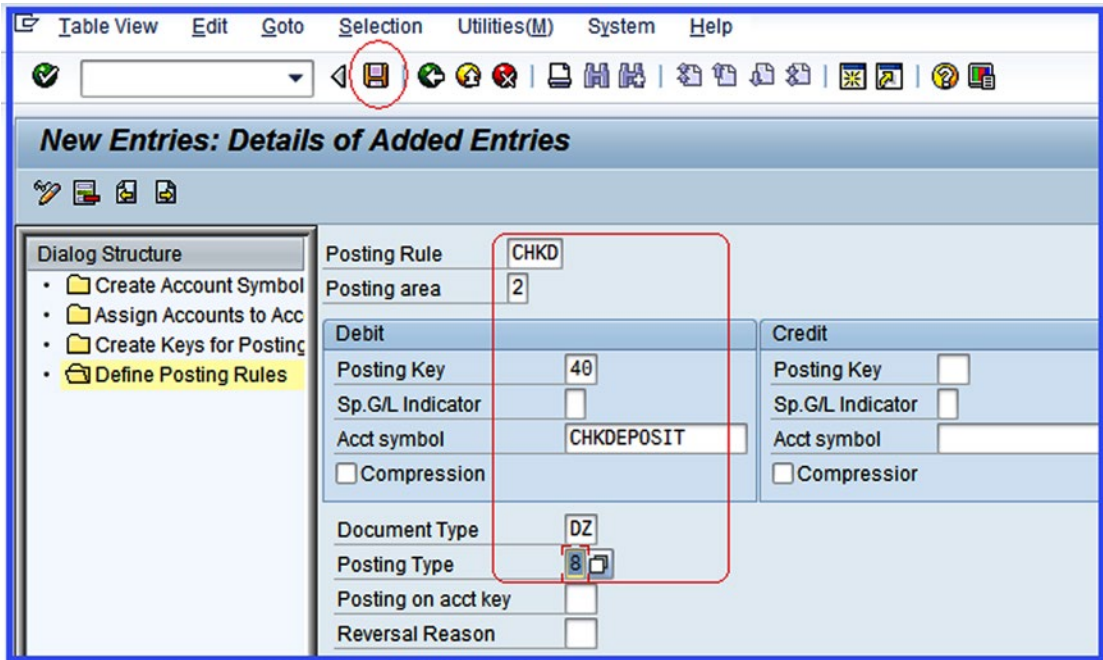 Table View Edit Goto Selection Utilities(M) System Help
New Entries: Details of Added Entries
Dialog Structure
Create Account Symbol
Assign Accounts to Acc
Create Keys for Posting
Define Posting Rules
Posting Rule CHKD
Posting area 2
Debit Credit
Posting Key 40 Posting Key
Sp.G/L Indicator Sp.G/L Indicator
Acct symbol CHKDEPOSIT Acct symbol
Compression Compressior
Document Type DZ
Posting Type 8
Posting on acct key
Reversal Reason